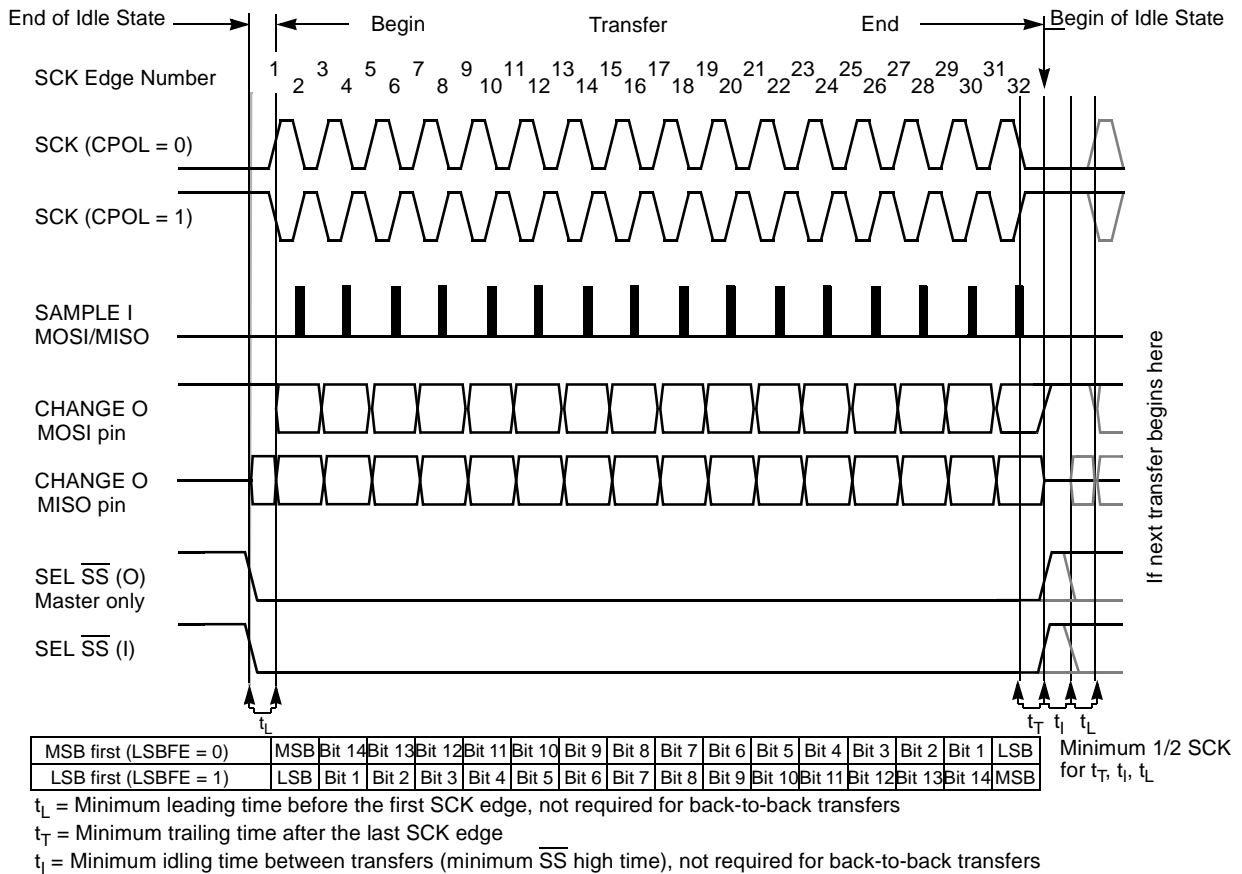 End of Idle State
Begin
Transfer
End
Begin of Idle State
SCK Edge Number
1 2 3 4 5 6 7 8 9 10 11 12 13 14 15 16 17 18 19 20 21 22 23 24 25 26 27 28 29 30 31 32
SCK (CPOL = 0)
SCK (CPOL = 1)
SAMPLE I
MOSI/MISO
CHANGE O
MOSI pin
CHANGE O
MISO pin
SEL SS (O)
Master only
SEL SS (I)
If next transfer begins here
tL
tT tI tL
MSB first (LSBFE = 0) MSB Bit 14 Bit 13 Bit 12 Bit 11 Bit 10 Bit 9 Bit 8 Bit 7 Bit 6 Bit 5 Bit 4 Bit 3 Bit 2 Bit 1 LSB
LSB first (LSBFE = 1) LSB Bit 1 Bit 2 Bit 3 Bit 4 Bit 5 Bit 6 Bit 7 Bit 8 Bit 9 Bit 10 Bit 11 Bit 12 Bit 13 Bit 14 MSB
Minimum 1/2 SCK
for tT, tI, tL
tL = Minimum leading time before the first SCK edge, not required for back-to-back transfers
tT = Minimum trailing time after the last SCK edge
tI = Minimum idling time between transfers (minimum SS high time), not required for back-to-back transfers